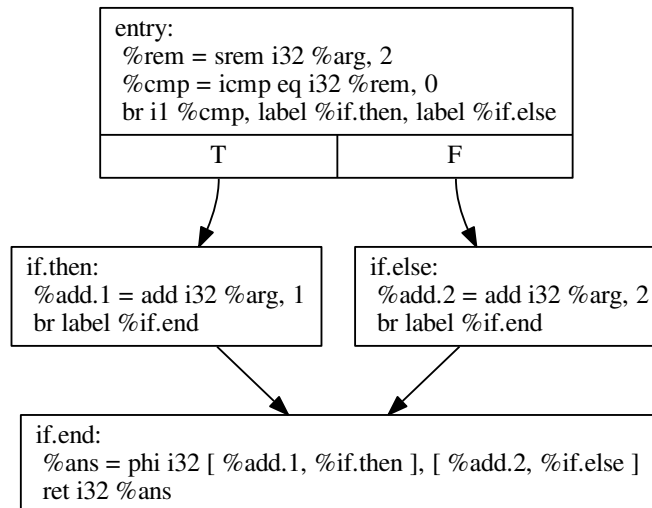 entry:
%rem = srem i32 %arg, 2
%cmp = icmp eq i32 %rem, 0
br i1 %cmp, label %if.then, label %if.else
T
F
if.then:
%add.1 = add i32 %arg, 1
br label %if.end
if.else:
%add.2 = add i32 %arg, 2
br label %if.end
if.end:
%ans = phi i32 [ %add.1, %if.then ], [ %add.2, %if.else ]
ret i32 %ans